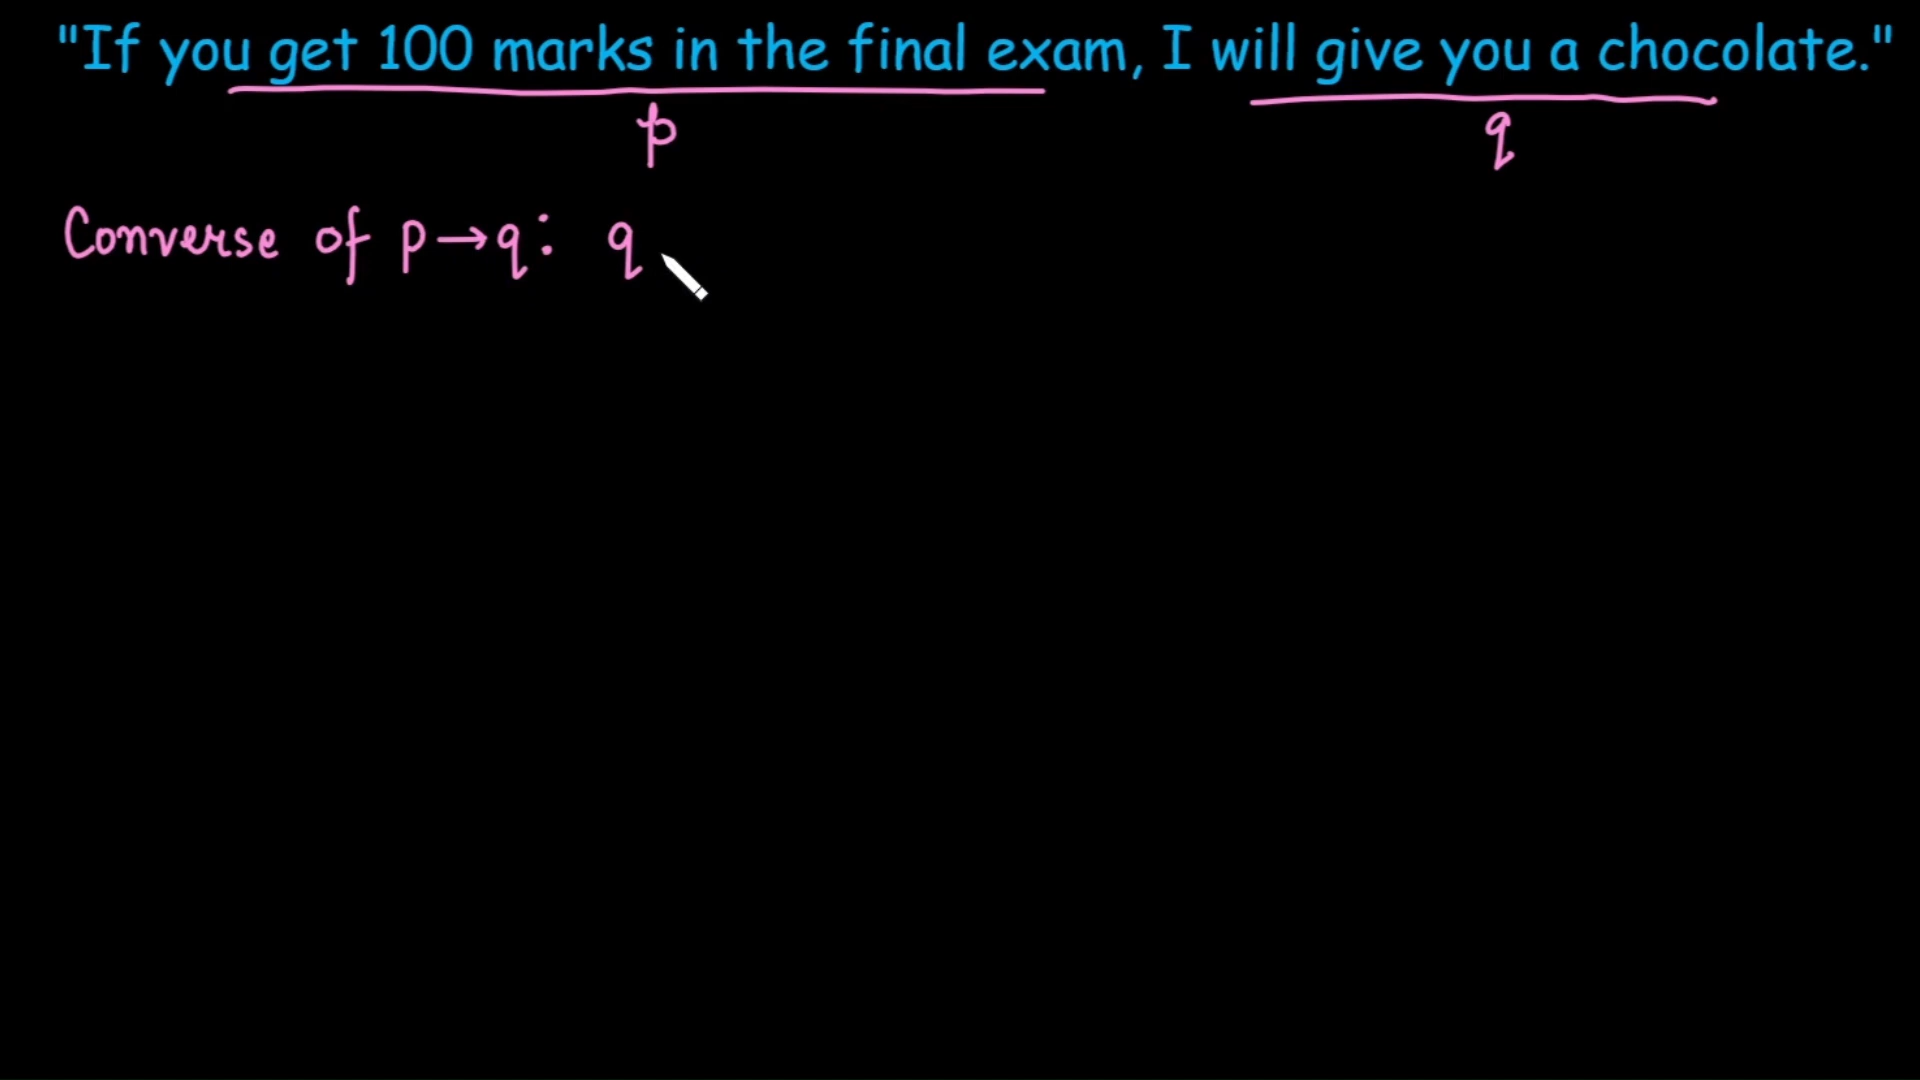 "If you get 100 marks in the final exam, I will give you a chocolate."
p q
Converse of p→q: q